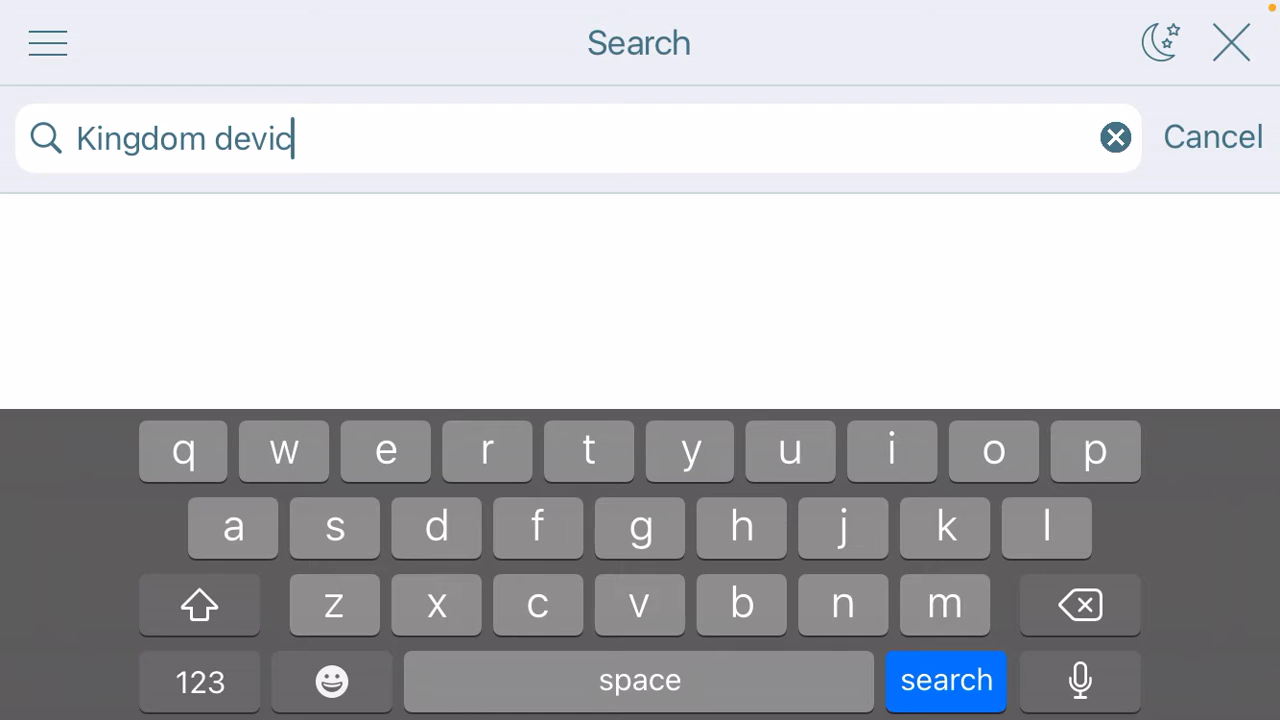 Search
Kingdom devic
Cancel
q w e r t y u i o p
a s d f g h j k l
z x c v b n m
123 space search